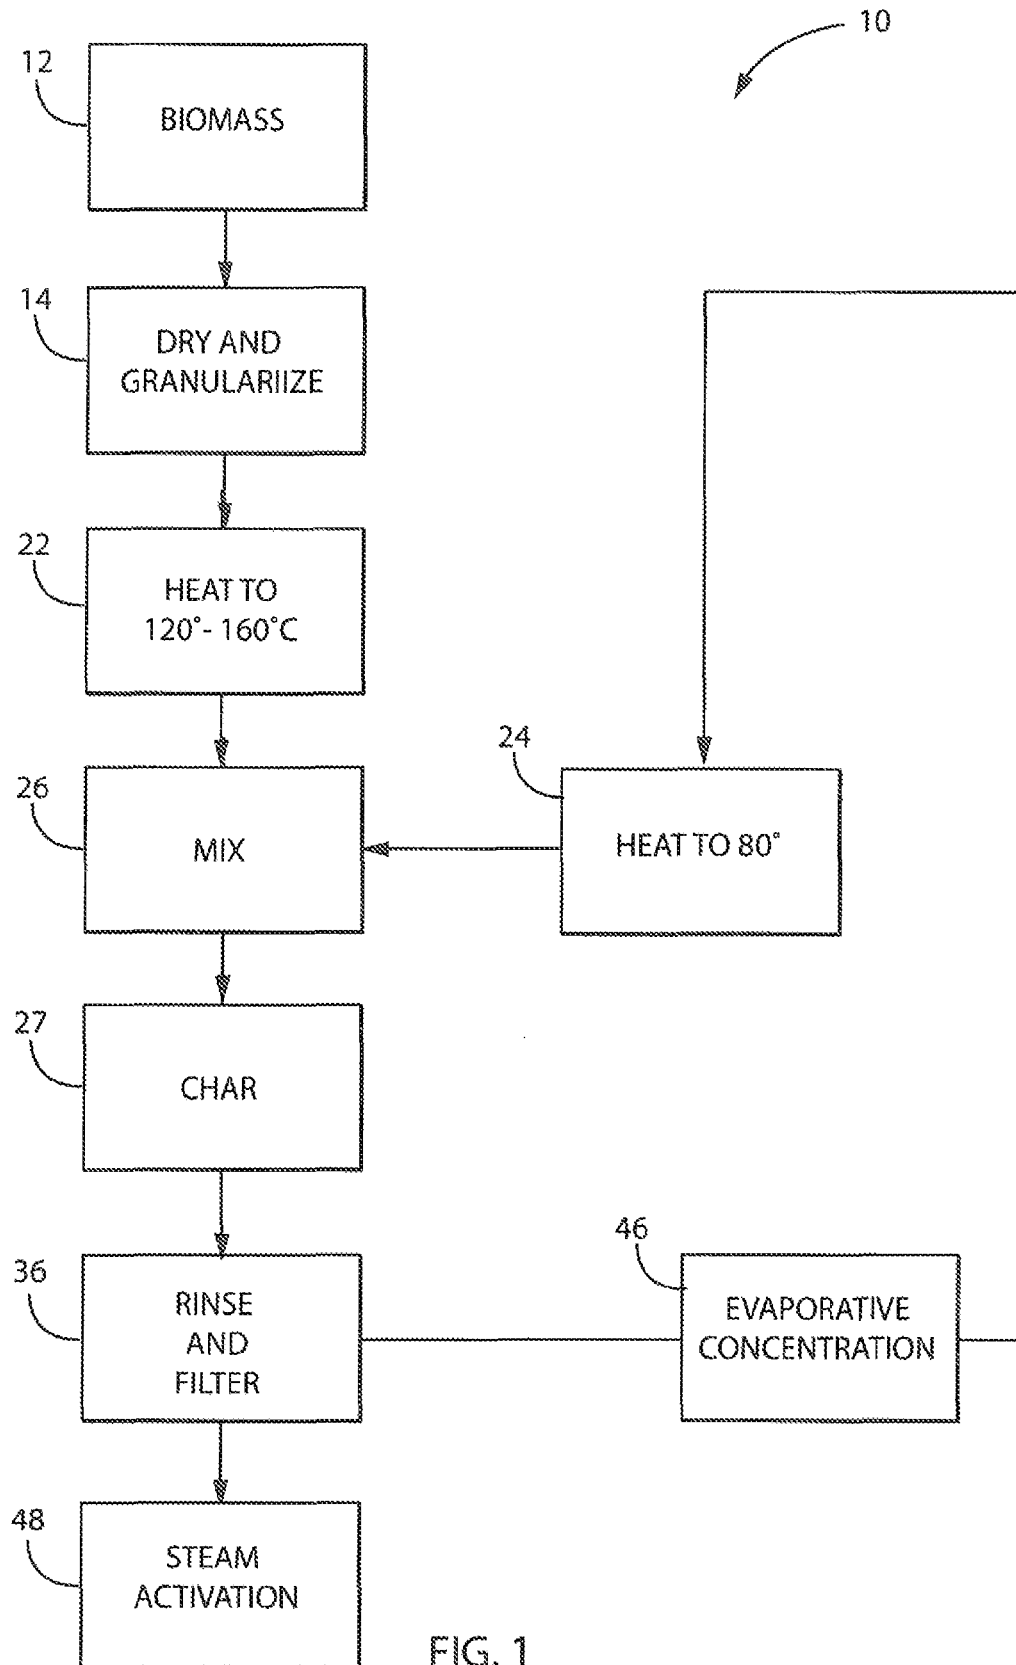 10
12
BIOMASS
14
DRY AND
GRANULARIIZE
22
HEAT TO
120°- 160°C
24
HEAT TO 80°
26
MIX
27
CHAR
36
RINSE
AND
FILTER
46
EVAPORATIVE
CONCENTRATION
48
STEAM
ACTIVATION
FIG. 1